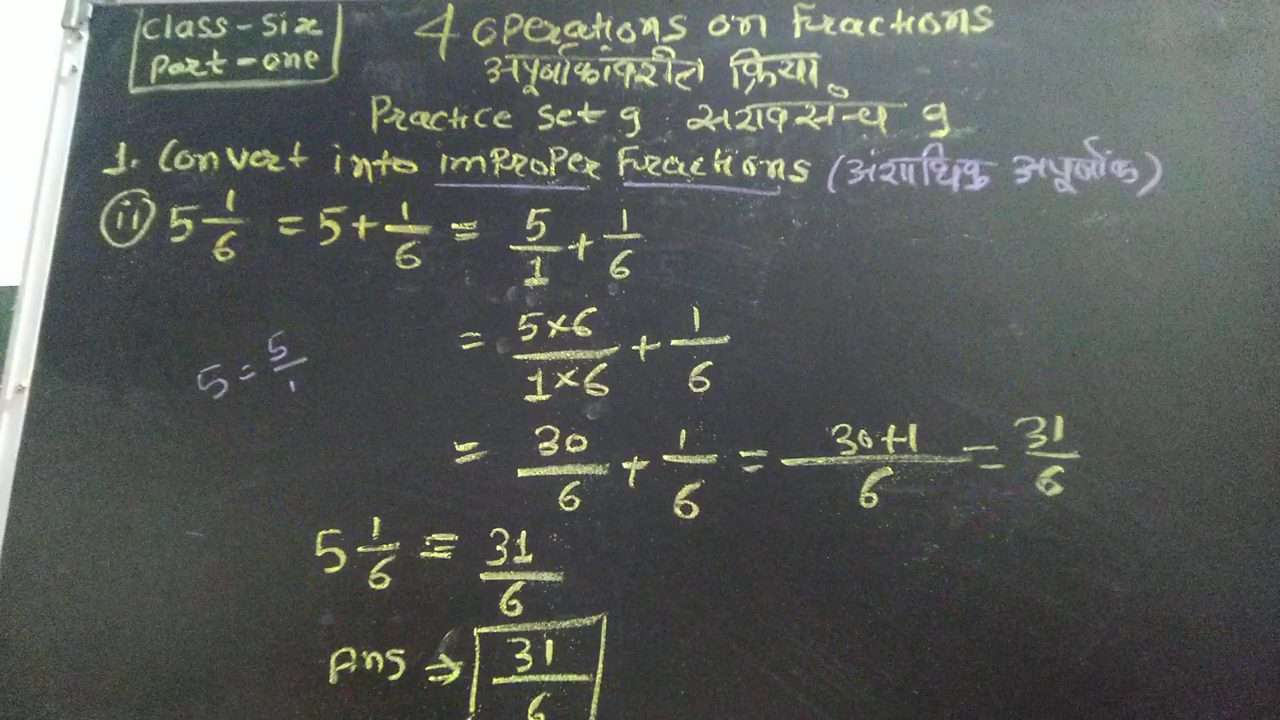 Class-Six
Part-one
4 Operations on Fractions
अपूर्णांकांवरील क्रिया
Practice set 9 सरावसंच 9
1. Convert into improper Fractions (अंशाधिक अपूर्णांक)
ii 5 1/6 = 5 + 1/6 = 5/1 + 1/6
= 5×6/1×6 + 1/6
5 = 5/1
= 30/6 + 1/6 = 30+1/6 = 31/6
5 1/6 = 31/6
Ans → 31/6